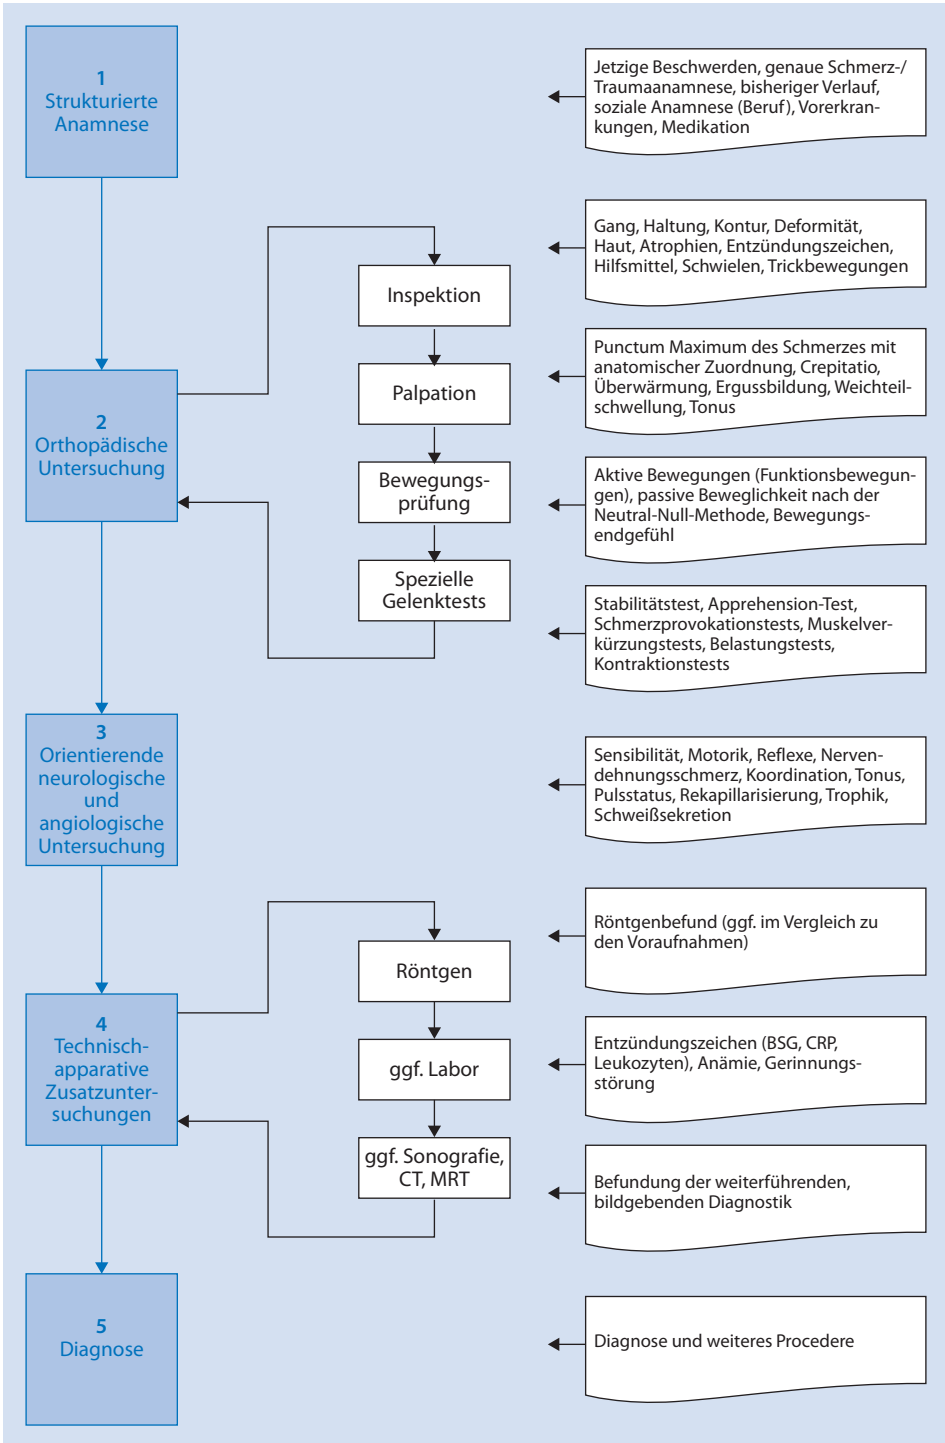 1
Strukturierte
Anamnese
Jetzige Beschwerden, genaue Schmerz-/
Traumaanamnese, bisheriger Verlauf,
soziale Anamnese (Beruf), Vorerkran-
kungen, Medikation
2
Orthopädische
Untersuchung
Inspektion
Gang, Haltung, Kontur, Deformität,
Haut, Atrophien, Entzündungszeichen,
Hilfsmittel, Schwielen, Trickbewegungen
Palpation
Punctum Maximum des Schmerzes mit
anatomischer Zuordnung, Crepitatio,
Überwärmung, Ergussbildung, Weichteil-
schwellung, Tonus
Bewegungs-
prüfung
Aktive Bewegungen (Funktionsbewegun-
gen), passive Beweglichkeit nach der
Neutral-Null-Methode, Bewegungs-
endgefühl
Spezielle
Gelenktests
Stabilitätstest, Apprehension-Test,
Schmerzprovokationstests, Muskelver-
kürzungstests, Belastungstests,
Kontraktionstests
3
Orientierende
neurologische
und
angiologische
Untersuchung
Sensibilität, Motorik, Reflexe, Nerven-
dehnungsschmerz, Koordination, Tonus,
Pulsstatus, Rekapillarisierung, Trophik,
Schweißsekretion
4
Technisch-
apparative
Zusatzunter-
suchungen
Röntgen
Röntgenbefund (ggf. im Vergleich zu
den Voraufnahmen)
ggf. Labor
Entzündungszeichen (BSG, CRP,
Leukozyten), Anämie, Gerinnungs-
störung
ggf. Sonografie,
CT, MRT
Befundung der weiterführenden,
bildgebenden Diagnostik
5
Diagnose
Diagnose und weiteres Procedere